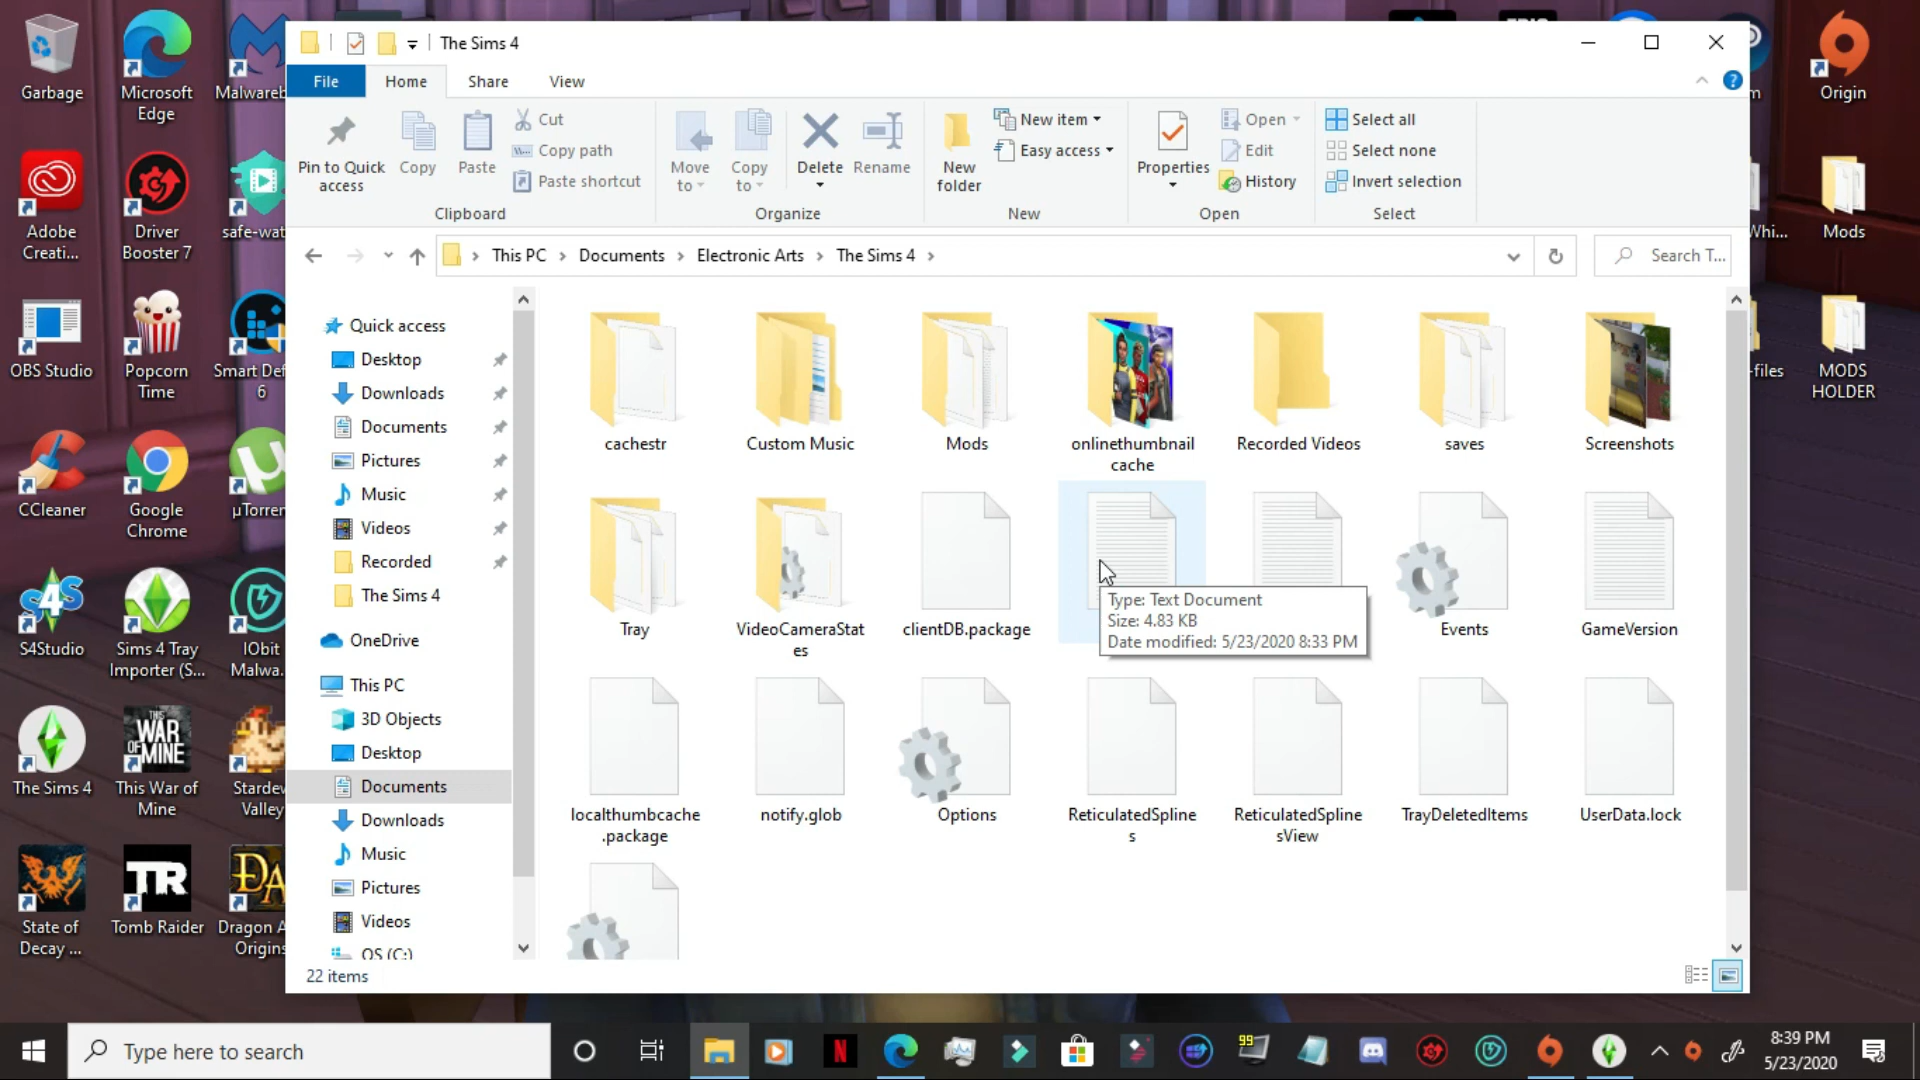 The Sims 4
File
Home
Share
View
Pin to Quick access
Copy
Paste
Cut
Copy path
Paste shortcut
Clipboard
Move to
Copy to
Delete
Rename
Organize
New folder
New item
Easy access
New
Properties
Open
Edit
History
Open
Select all
Select none
Invert selection
Select
This PC > Documents > Electronic Arts > The Sims 4 >
Search T...
Quick access
Desktop
Downloads
Documents
Pictures
Music
Videos
Recorded
The Sims 4
OneDrive
This PC
3D Objects
Desktop
Documents
Downloads
Music
Pictures
Videos
OS (C:)
cachestr
Custom Music
Mods
onlinethumbnail
cache
Recorded Videos
saves
Screenshots
Tray
VideoCameraStat
es
clientDB.package
Type: Text Document
Size: 4.83 KB
Date modified: 5/23/2020 8:33 PM
Events
GameVersion
localthumbcache
.package
notify.glob
Options
ReticulatedSpline
s
ReticulatedSpline
sView
TrayDeletedItems
UserData.lock
22 items
Garbage
Microsoft
Edge
Malwareb
Adobe
Creati...
Driver
Booster 7
safe-wat
OBS Studio
Popcorn
Time
Smart Def
6
CCleaner
Google
Chrome
µTorren
S4Studio
Sims 4 Tray
Importer (S...
IObit
Malwa...
The Sims 4
THIS
WAR
OF
MINE
This War of
Mine
Stardew
Valley
State of
Decay ...
TR
Tomb Raider
DA
Dragon A
Origins
Origin
Whi...
Mods
-files
MODS
HOLDER
Type here to search
99
8:39 PM
5/23/2020